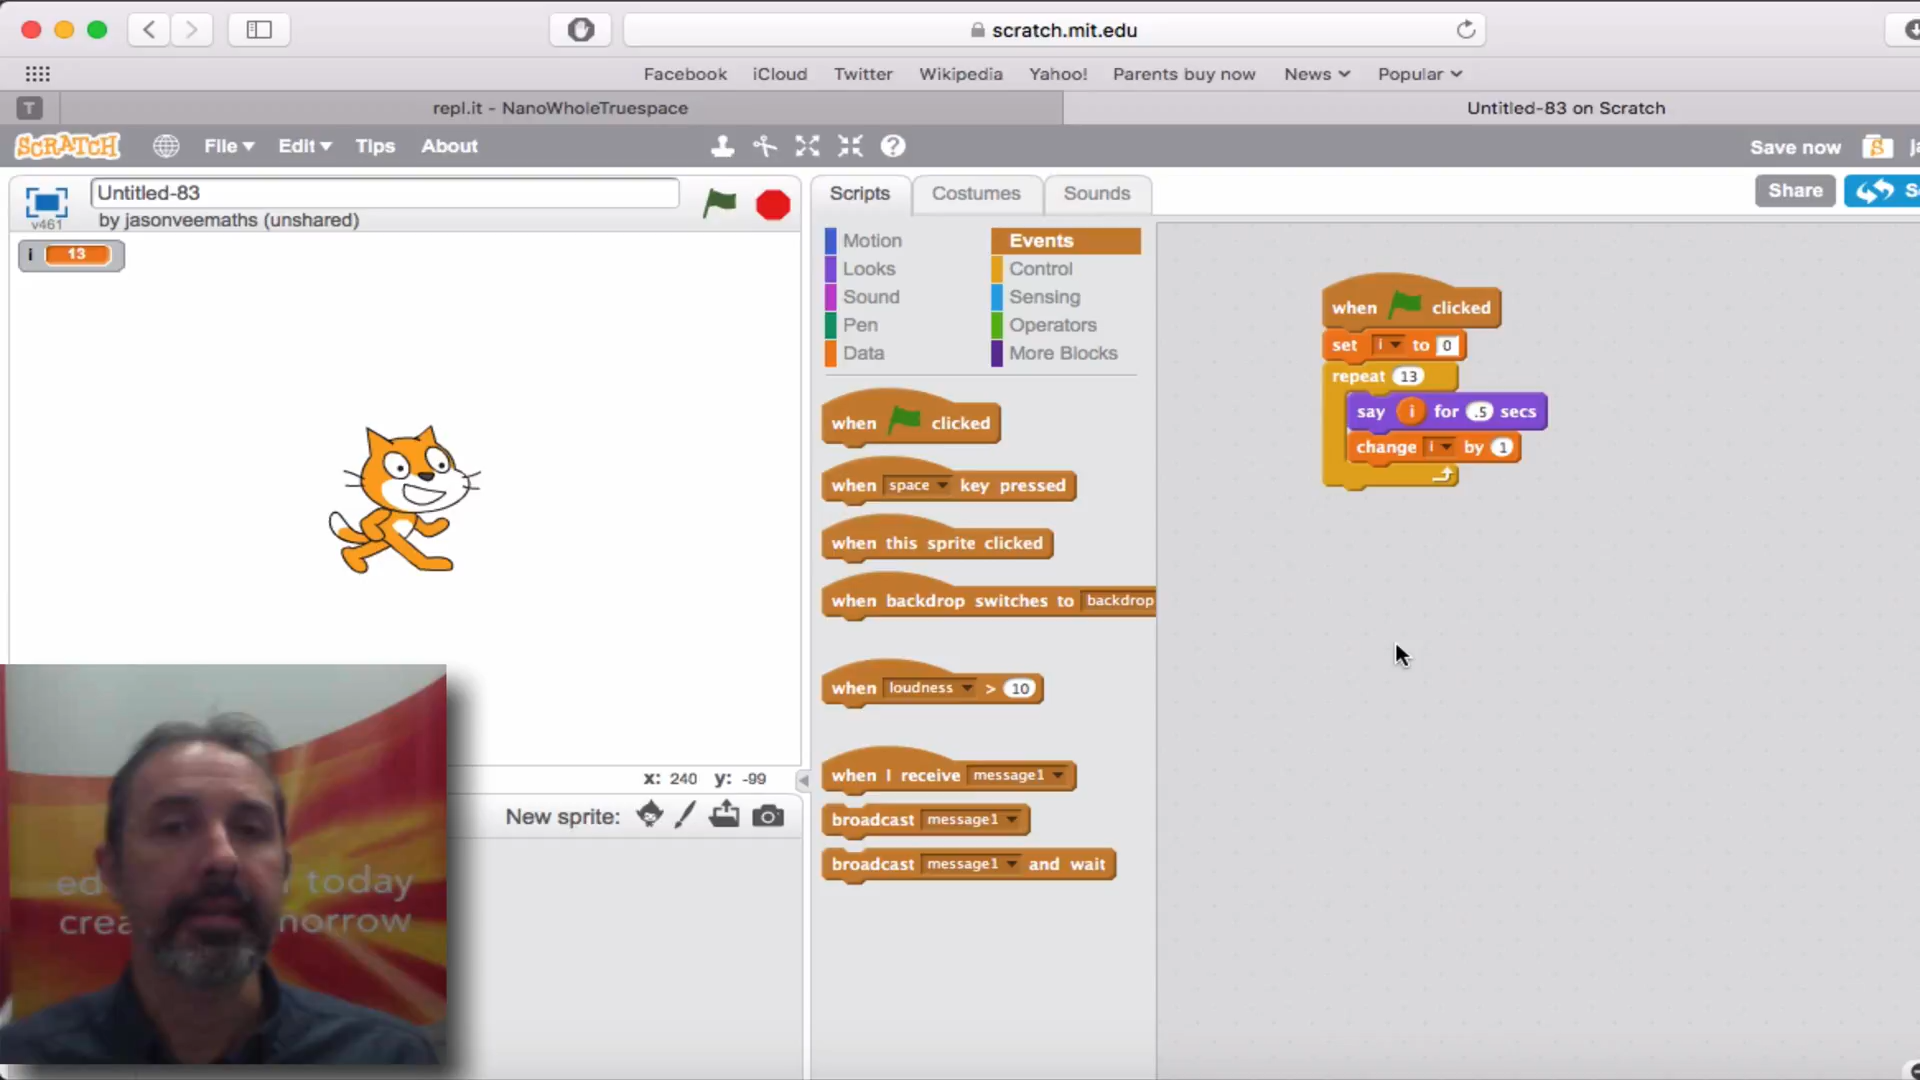 scratch.mit.edu
Facebook iCloud Twitter Wikipedia Yahoo! Parents buy now News Popular
T repl.it - NanoWholeTruespace Untitled-83 on Scratch
SCRATCH File Edit Tips About Save now
Untitled-83
v461 by jasonveemaths (unshared)
Scripts Costumes Sounds Share
i 13
Motion Events
Looks Control
Sound Sensing
Pen Operators
Data More Blocks
when clicked
when space key pressed
when this sprite clicked
when backdrop switches to backdrop
when loudness > 10
when I receive message1
broadcast message1
broadcast message1 and wait
when clicked
set i to 0
repeat 13
say i for .5 secs
change i by 1
x: 240 y: -99
New sprite:
today